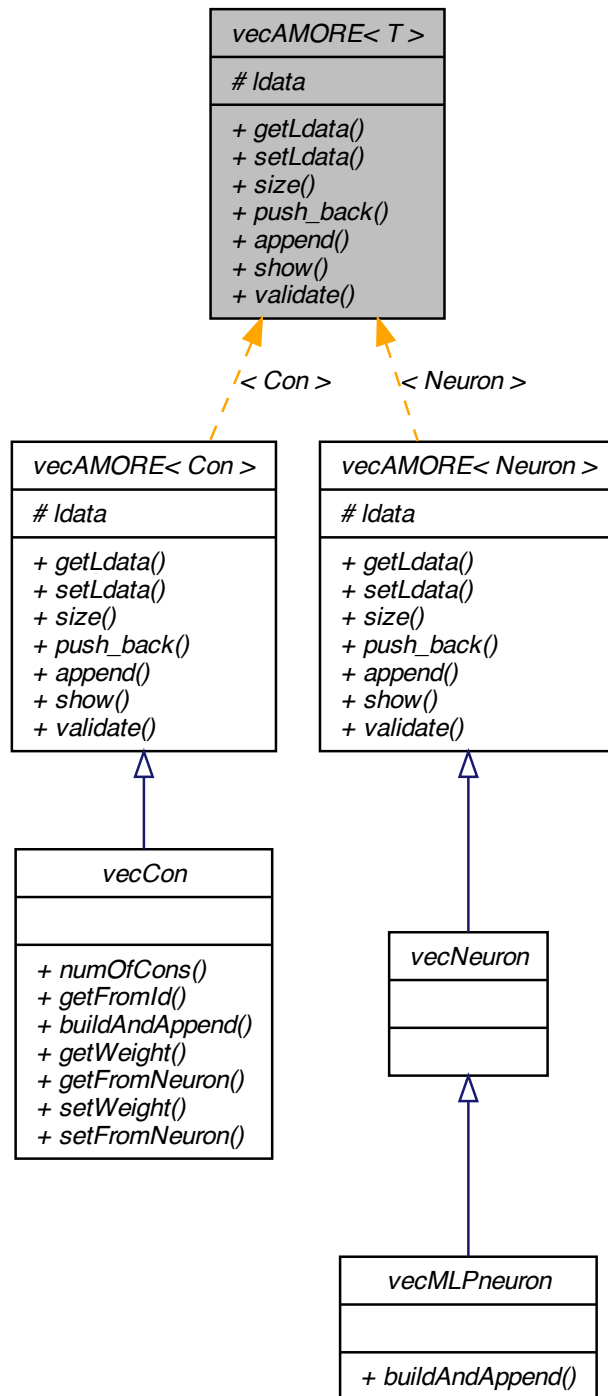 vecAMORE< T >
# ldata
+ getLdata()
+ setLdata()
+ size()
+ push_back()
+ append()
+ show()
+ validate()
< Con >
< Neuron >
vecAMORE< Con >
# ldata
+ getLdata()
+ setLdata()
+ size()
+ push_back()
+ append()
+ show()
+ validate()
vecAMORE< Neuron >
# ldata
+ getLdata()
+ setLdata()
+ size()
+ push_back()
+ append()
+ show()
+ validate()
vecCon
+ numOfCons()
+ getFromId()
+ buildAndAppend()
+ getWeight()
+ getFromNeuron()
+ setWeight()
+ setFromNeuron()
vecNeuron
vecMLPneuron
+ buildAndAppend()